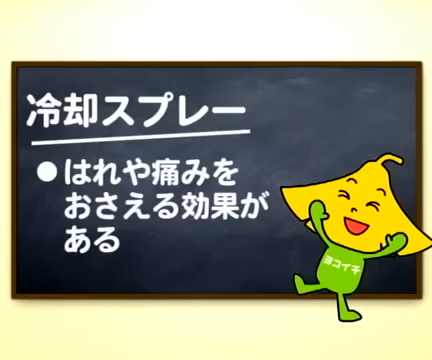 冷却スプレー
●はれや痛みを
おさえる効果が
ある
ヨコイチ